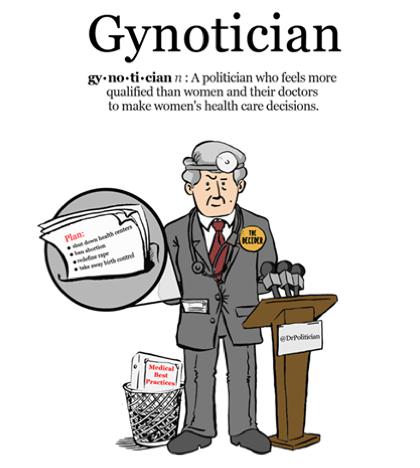 Gynotician
gy•no•ti•cian n : A politician who feels more
qualified than women and their doctors
to make women's health care decisions.
Plan:
• shut down health centers
• ban abortion
• redefine rape
• take away birth control
THE
DECIDER
@DrPolitician
Medical
Best
Practices